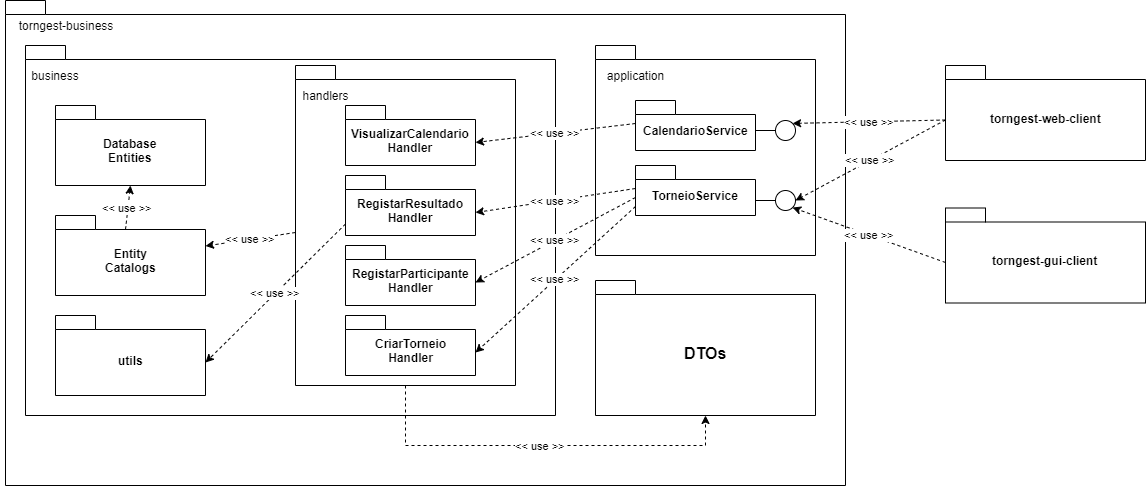 torngest-business
business
application
handlers
Database
Entities
VisualizarCalendario
Handler
<< use >>
CalendarioService
<< use >>
torngest-web-client
<< use >>
<< use >>
RegistarResultado
Handler
<< use >>
TorneioService
<< use >>
Entity
Catalogs
<< use >>
RegistarParticipante
Handler
<< use >>
<< use >>
torngest-gui-client
<< use >>
<< use >>
utils
CriarTorneio
Handler
DTOs
<< use >>